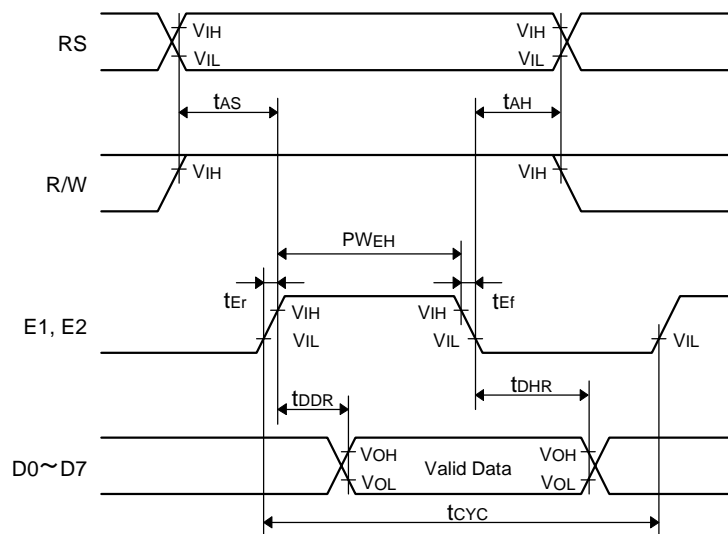 RS
VIH
VIL
VIH
VIL
tAS
tAH
R/W
VIH
VIH
PWEH
tEr
tEf
E1, E2
VIH
VIL
VIH
VIL
VIL
tDDR
tDHR
D0～D7
VOH
VOL
Valid Data
VOH
VOL
tCYC